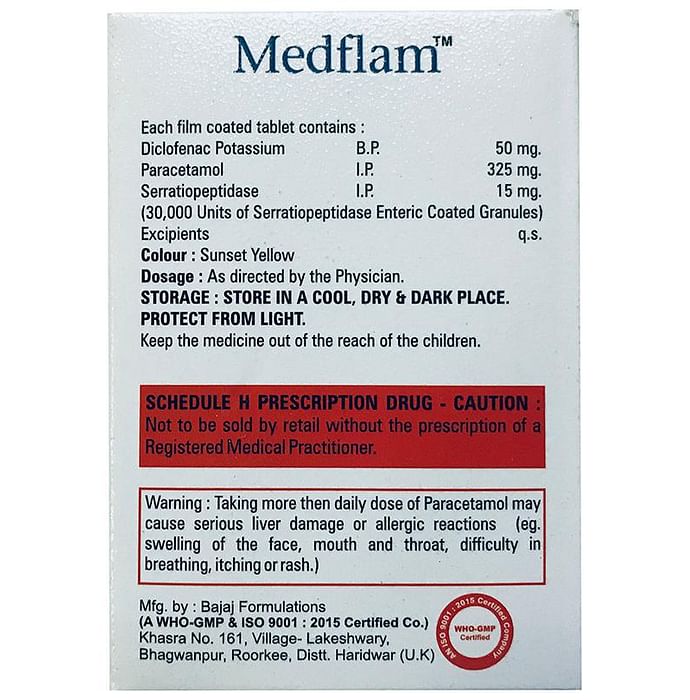 Medflam™
Each film coated tablet contains :
Diclofenac Potassium B.P. 50 mg.
Paracetamol I.P. 325 mg.
Serratiopeptidase I.P. 15 mg.
(30,000 Units of Serratiopeptidase Enteric Coated Granules)
Excipients q.s.
Colour : Sunset Yellow
Dosage : As directed by the Physician.
STORAGE : STORE IN A COOL, DRY & DARK PLACE.
PROTECT FROM LIGHT.
Keep the medicine out of the reach of the children.
SCHEDULE H PRESCRIPTION DRUG - CAUTION :
Not to be sold by retail without the prescription of a
Registered Medical Practitioner.
Warning : Taking more then daily dose of Paracetamol may
cause serious liver damage or allergic reactions (eg.
swelling of the face, mouth and throat, difficulty in
breathing, itching or rash.)
Mfg. by : Bajaj Formulations
(A WHO-GMP & ISO 9001 : 2015 Certified Co.)
Khasra No. 161, Village- Lakeshwary,
Bhagwanpur, Roorkee, Distt. Haridwar (U.K)
AN ISO 9001 : 2015 Certified Company
WHO-GMP
Certified